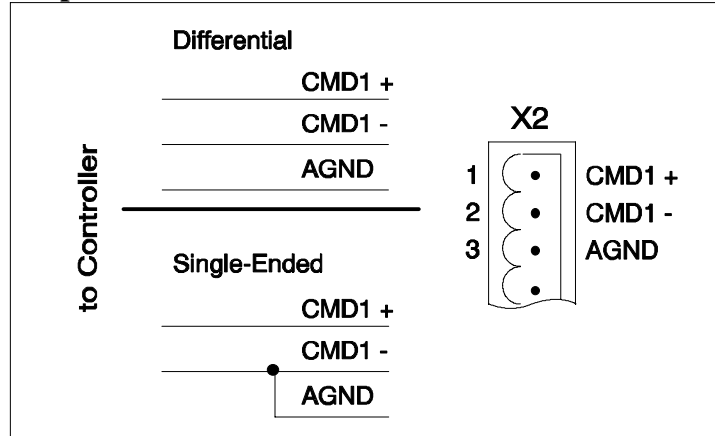 Differential
CMD1 +
CMD1 -
AGND
to Controller
Single-Ended
CMD1 +
CMD1 -
AGND
X2
1 CMD1 +
2 CMD1 -
3 AGND